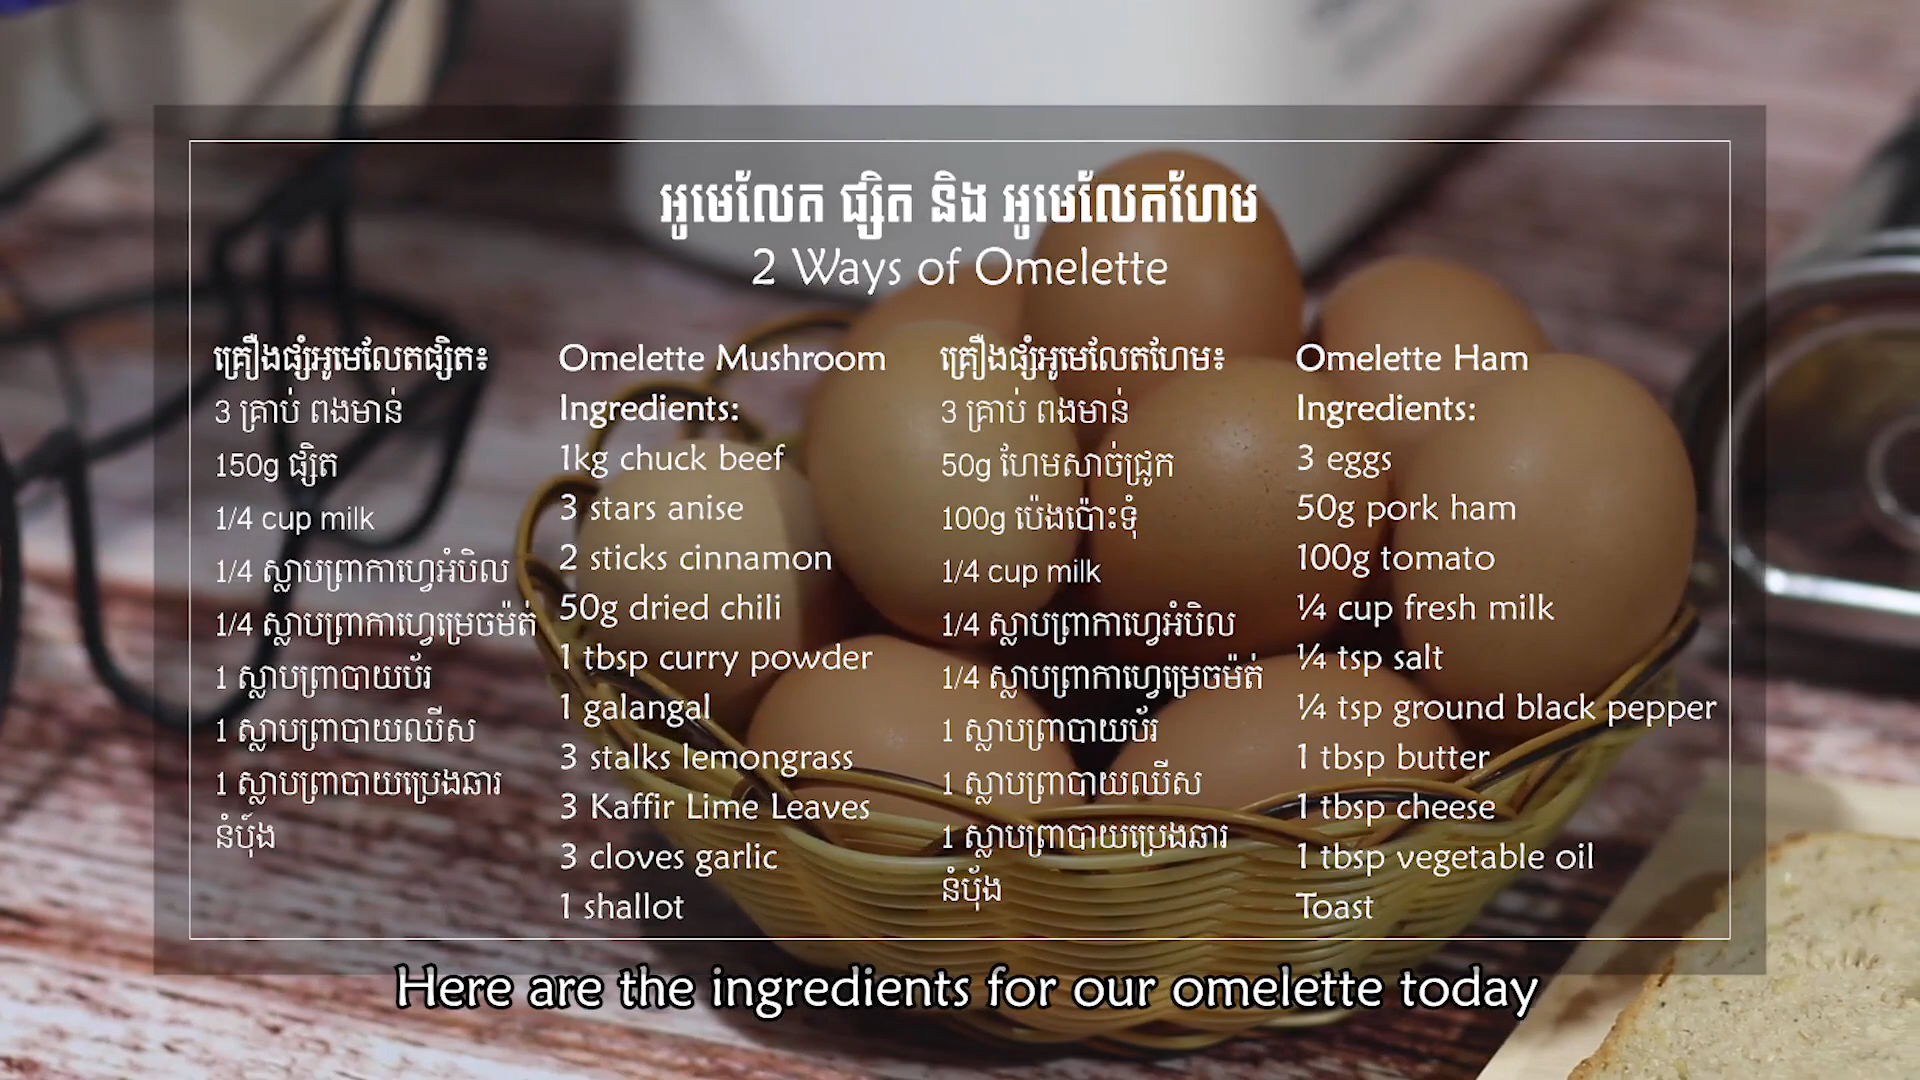 អូមេលែត ផ្សិត និង អូមេលែតហែម
2 Ways of Omelette
គ្រឿងផ្សំអូមេលែតផ្សិត៖
3 គ្រាប់ ពងមាន់
150g ផ្សិត
1/4 cup milk
1/4 ស្លាបព្រាកាហ្វេអំបិល
1/4 ស្លាបព្រាកាហ្វេម្រេចម៉ត់
1 ស្លាបព្រាបាយប័រ
1 ស្លាបព្រាបាយឈីស
1 ស្លាបព្រាបាយប្រេងឆារ
នំបុ័ង
Omelette Mushroom
Ingredients:
1kg chuck beef
3 stars anise
2 sticks cinnamon
50g dried chili
1 tbsp curry powder
1 galangal
3 stalks lemongrass
3 Kaffir Lime Leaves
3 cloves garlic
1 shallot
គ្រឿងផ្សំអូមេលែតហែម៖
3 គ្រាប់ ពងមាន់
50g ហែមសាច់ជ្រូក
100g ប៉េងប៉ោះទុំ
1/4 cup milk
1/4 ស្លាបព្រាកាហ្វេអំបិល
1/4 ស្លាបព្រាកាហ្វេម្រេចម៉ត់
1 ស្លាបព្រាបាយប័រ
1 ស្លាបព្រាបាយឈីស
1 ស្លាបព្រាបាយប្រេងឆារ
នំបុ័ង
Omelette Ham
Ingredients:
3 eggs
50g pork ham
100g tomato
¼ cup fresh milk
¼ tsp salt
¼ tsp ground black pepper
1 tbsp butter
1 tbsp cheese
1 tbsp vegetable oil
Toast
Here are the ingredients for our omelette today